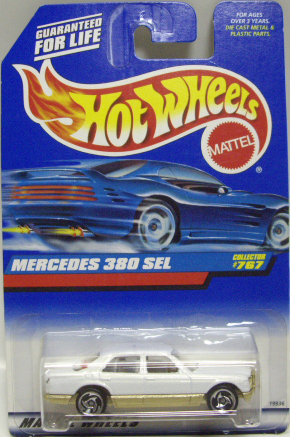 GUARANTEED
FOR LIFE
FOR AGES
OVER 3 YEARS.
DIE CAST METAL &
PLASTIC PARTS.
HOT WHEELS
MATTEL
®
MERCEDES 380 SEL
COLLECTOR
#767
WHEELS